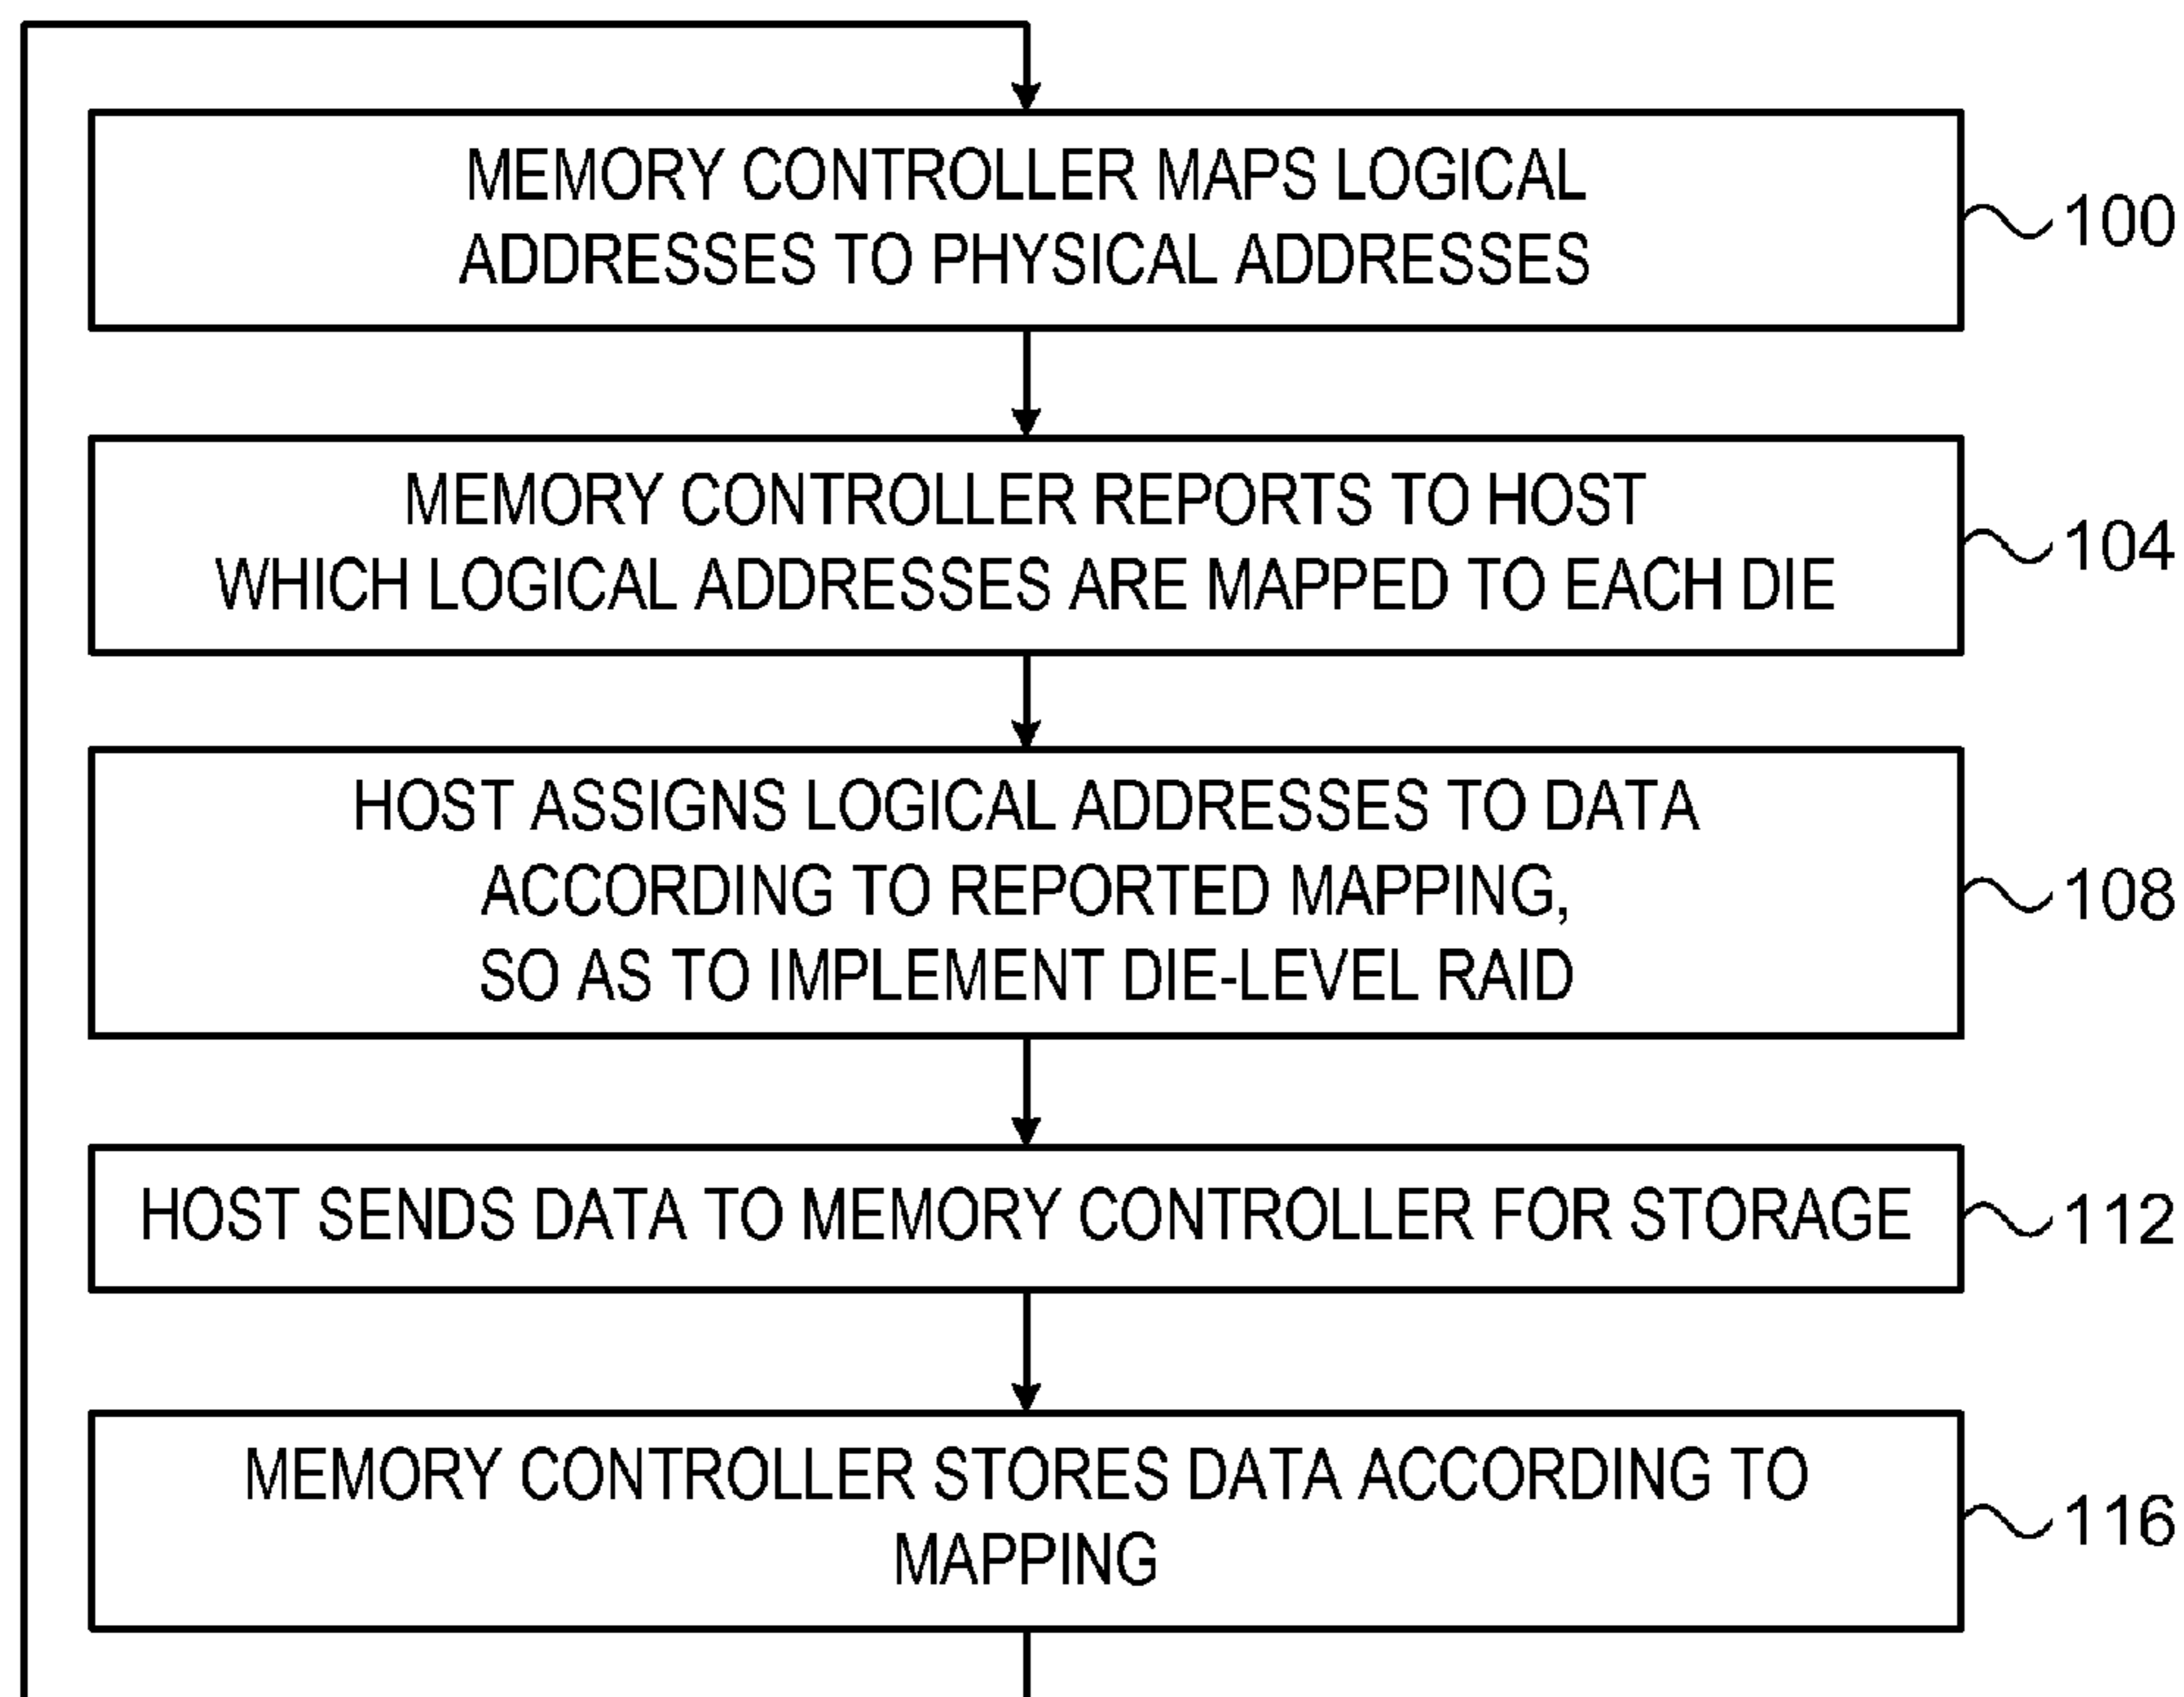 MEMORY CONTROLLER MAPS LOGICAL
ADDRESSES TO PHYSICAL ADDRESSES
100
MEMORY CONTROLLER REPORTS TO HOST
WHICH LOGICAL ADDRESSES ARE MAPPED TO EACH DIE
104
HOST ASSIGNS LOGICAL ADDRESSES TO DATA
ACCORDING TO REPORTED MAPPING,
SO AS TO IMPLEMENT DIE-LEVEL RAID
108
HOST SENDS DATA TO MEMORY CONTROLLER FOR STORAGE
112
MEMORY CONTROLLER STORES DATA ACCORDING TO
MAPPING
116